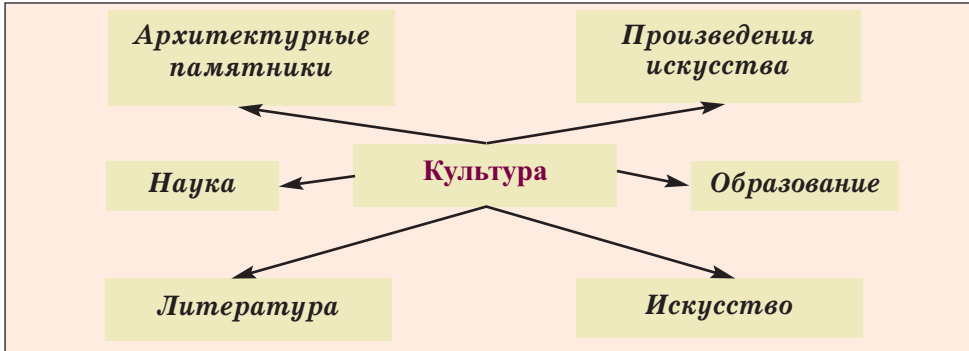 Архитектурные
памятники
Произведения
искусства
Наука
Культура
Образование
Литература
Искусство